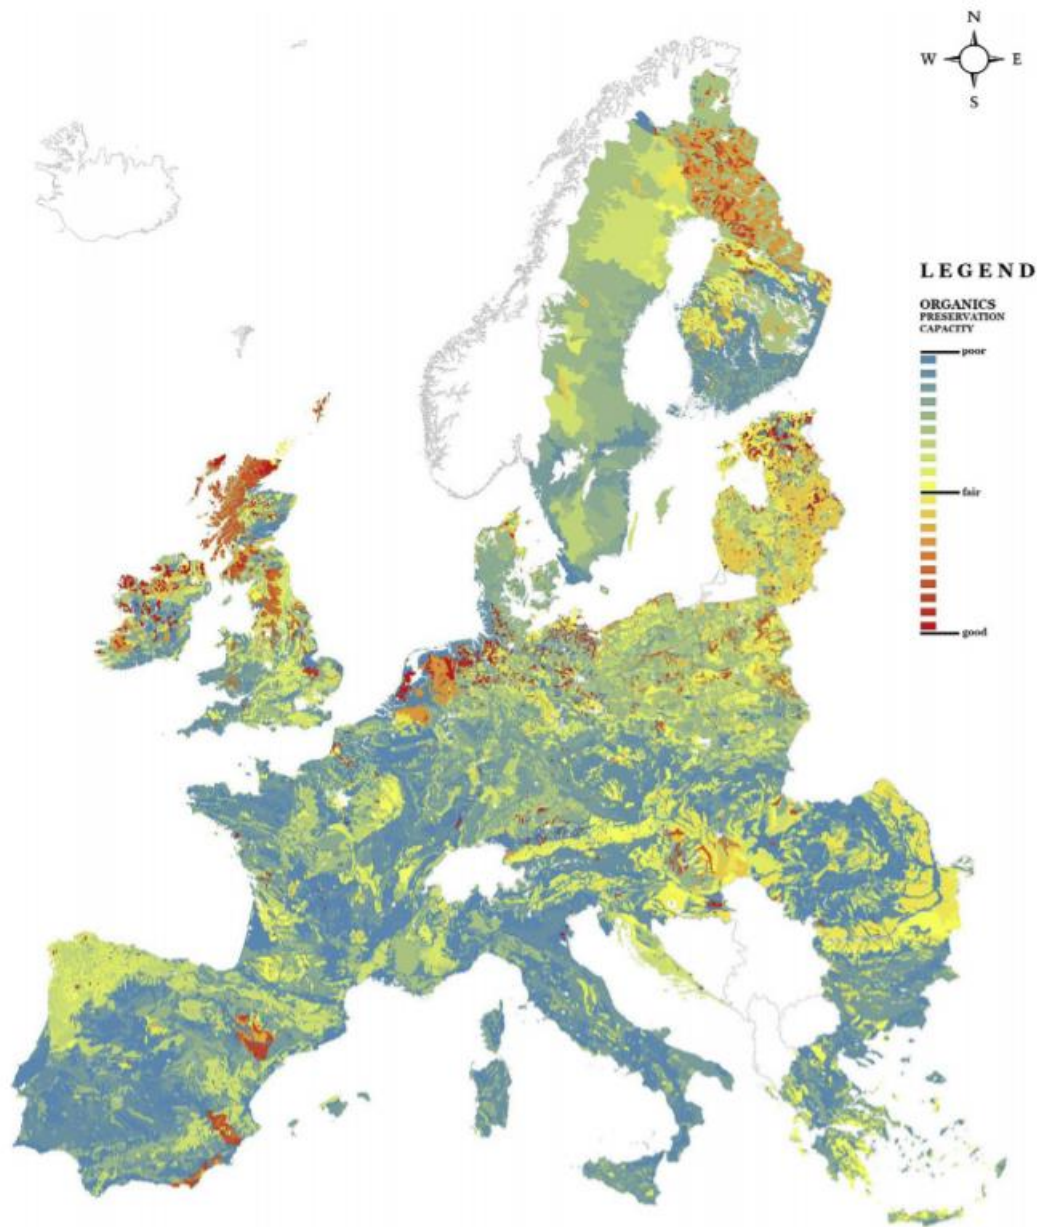 N
W E
S
LEGEND
ORGANICS
PRESERVATION
CAPACITY
poor
fair
good